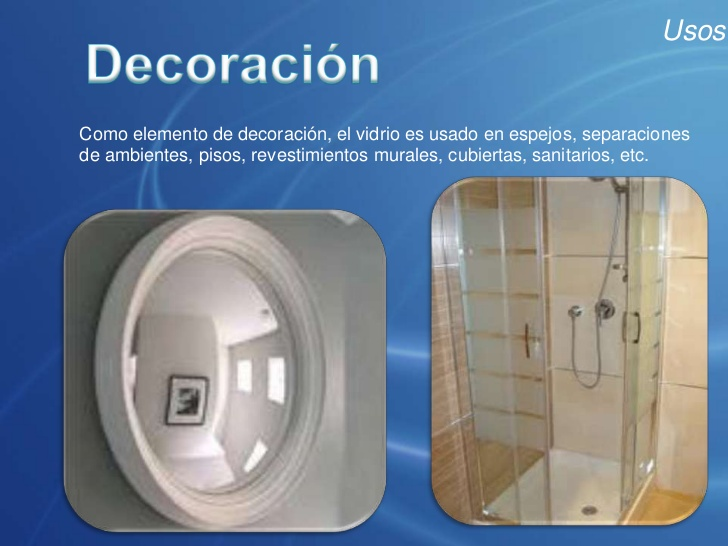 Usos
Decoración
Como elemento de decoración, el vidrio es usado en espejos, separaciones
de ambientes, pisos, revestimientos murales, cubiertas, sanitarios, etc.